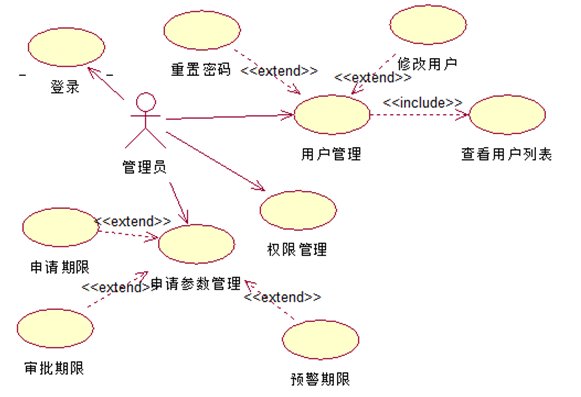 重置密码
<<extend>>
修改用户
<<extend>>
登录
<<include>>
管理员
用户管理
查看用户列表
<<extend>>
权限管理
申请期限
申请参数管理
<<extend>
<<extend>>
审批期限
预警期限